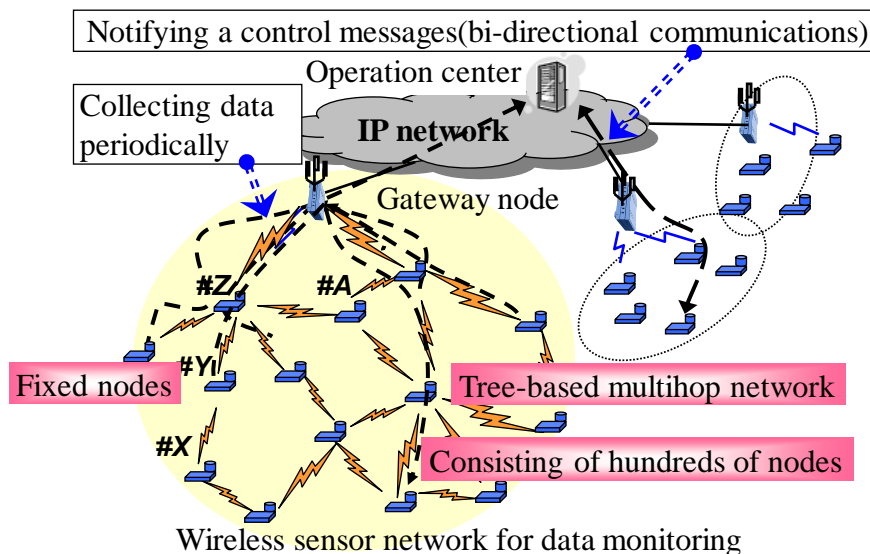 Notifying a control messages(bi-directional communications)
Operation center
Collecting data
periodically
IP network
Gateway node
#Z
#A
Fixed nodes
#Y
Tree-based multihop network
#X
Consisting of hundreds of nodes
Wireless sensor network for data monitoring